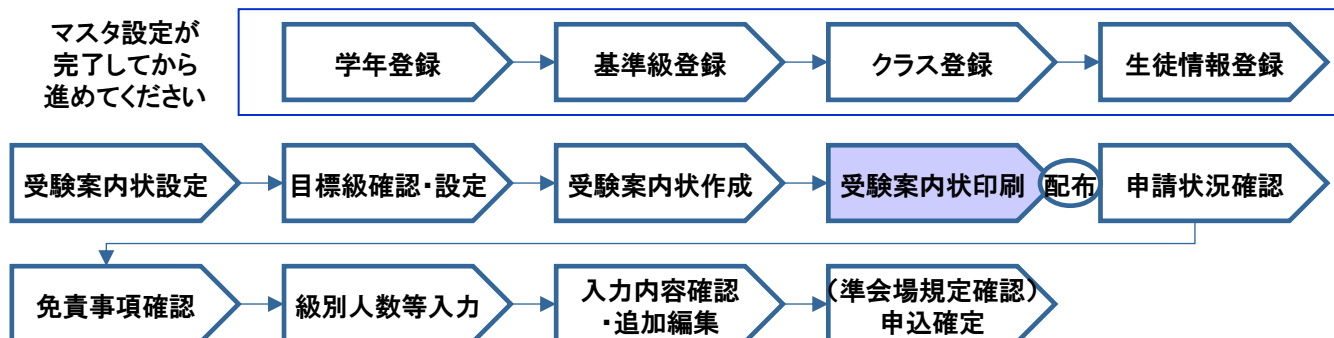 マスタ設定が
完了してから
進めてください
学年登録
基準級登録
クラス登録
生徒情報登録
受験案内状設定
目標級確認・設定
受験案内状作成
受験案内状印刷
配布
申請状況確認
免責事項確認
級別人数等入力
入力内容確認
・追加編集
（準会場規定確認）
申込確定